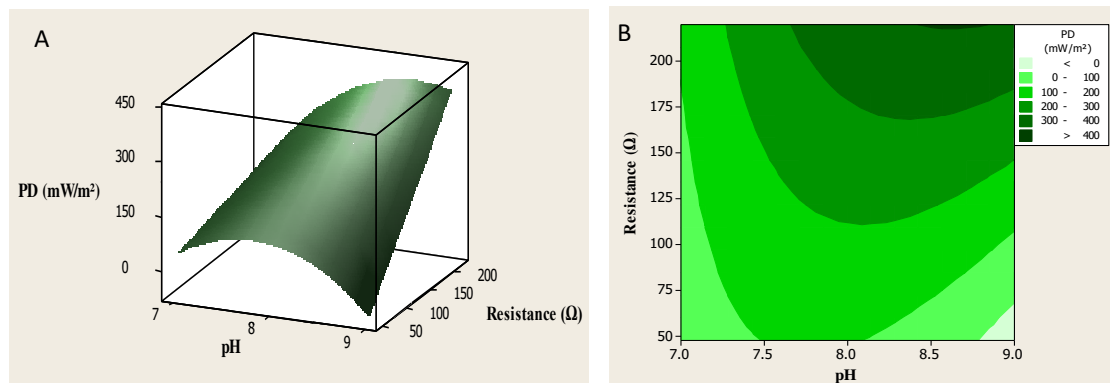 A
450
300
150
0
PD (mW/m²)
7
8
9
pH
50
100
150
200
Resistance (Ω)
B
200
175
150
125
100
75
50
Resistance (Ω)
7.0 7.5 8.0 8.5 9.0
pH
PD
(mW/m²)
< 0
0 - 100
100 - 200
200 - 300
300 - 400
> 400